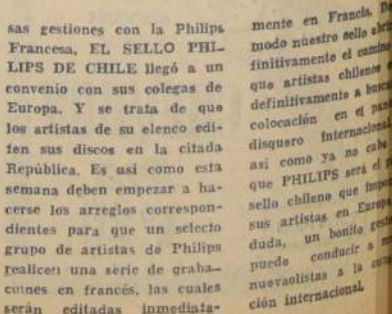 sas gestiones con la Philips
Francesa, EL SELLO PHI-
LIPS DE CHILE llegó a un
convenio con sus colegas de
Europa. Y se trata de que
los artistas de su elenco edi-
ten sus discos en la citada
República. Es así como esta
semana deben empezar a ha-
cerse los arreglos correspon-
dientes para que un selecto
grupo de artistas de Philips
realicen una serie de graba-
cotnes en francés, las cuales
serán editadas inmediata-
mente en Francia.
modo nuestro sello
finitivamente el
que artistas chilenos
definitivamente a
colocación en el
disquero Internacional
así como ya no cabe
que PHILIPS será el
sello chileno que
sus artistas en Europa
duda, un bonito
puede conducir a
nuevaolistas a la
ción internacional.